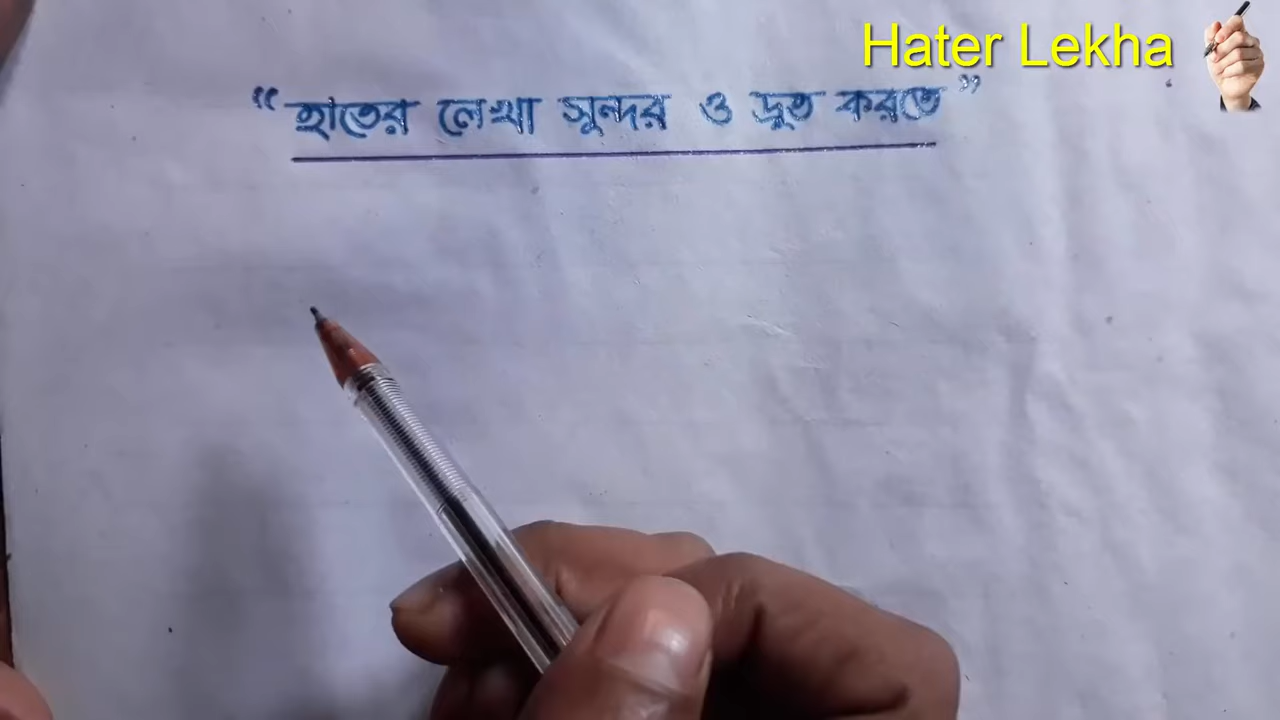 Hater Lekha
“হাতের লেখা সুন্দর ও দ্রুত করতে”